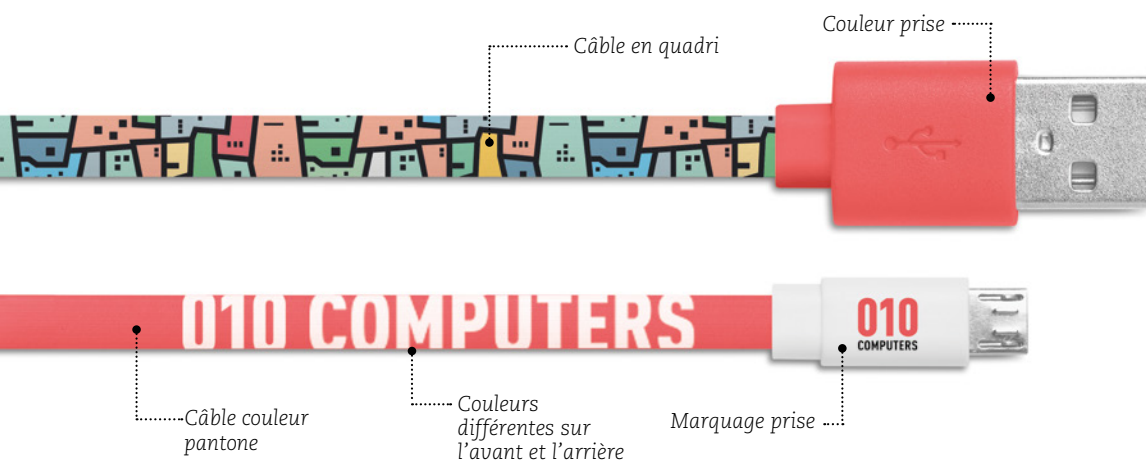 Couleur prise
Câble en quadri
010 COMPUTERS
010
COMPUTERS
Câble couleur
pantone
Couleurs
différentes sur
l'avant et l'arrière
Marquage prise